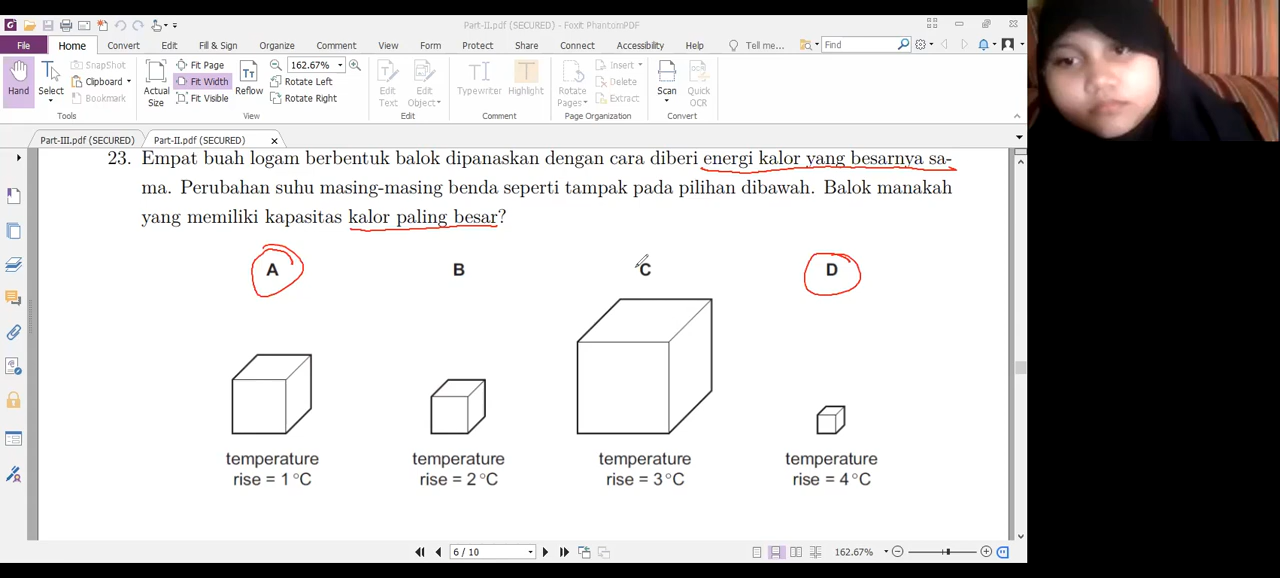 Part-II.pdf (SECURED) - Foxit PhantomPDF
File Home Convert Edit Fill & Sign Organize Comment View Form Protect Share Connect Accessibility Help Tell me... Find
Hand Select SnapShot Clipboard Bookmark Actual Size Fit Page Fit Width Fit Visible Reflow 162.67% Rotate Left Rotate Right Edit Text Edit Object Typewriter Highlight Rotate Pages Insert Delete Extract Scan Quick OCR
Tools View Edit Comment Page Organization Convert
Part-III.pdf (SECURED) Part-II.pdf (SECURED)
23. Empat buah logam berbentuk balok dipanaskan dengan cara diberi energi kalor yang besarnya sa-
ma. Perubahan suhu masing-masing benda seperti tampak pada pilihan dibawah. Balok manakah
yang memiliki kapasitas kalor paling besar?
A B C D
temperature temperature temperature temperature
rise = 1 °C rise = 2 °C rise = 3 °C rise = 4 °C
6 / 10 162.67%